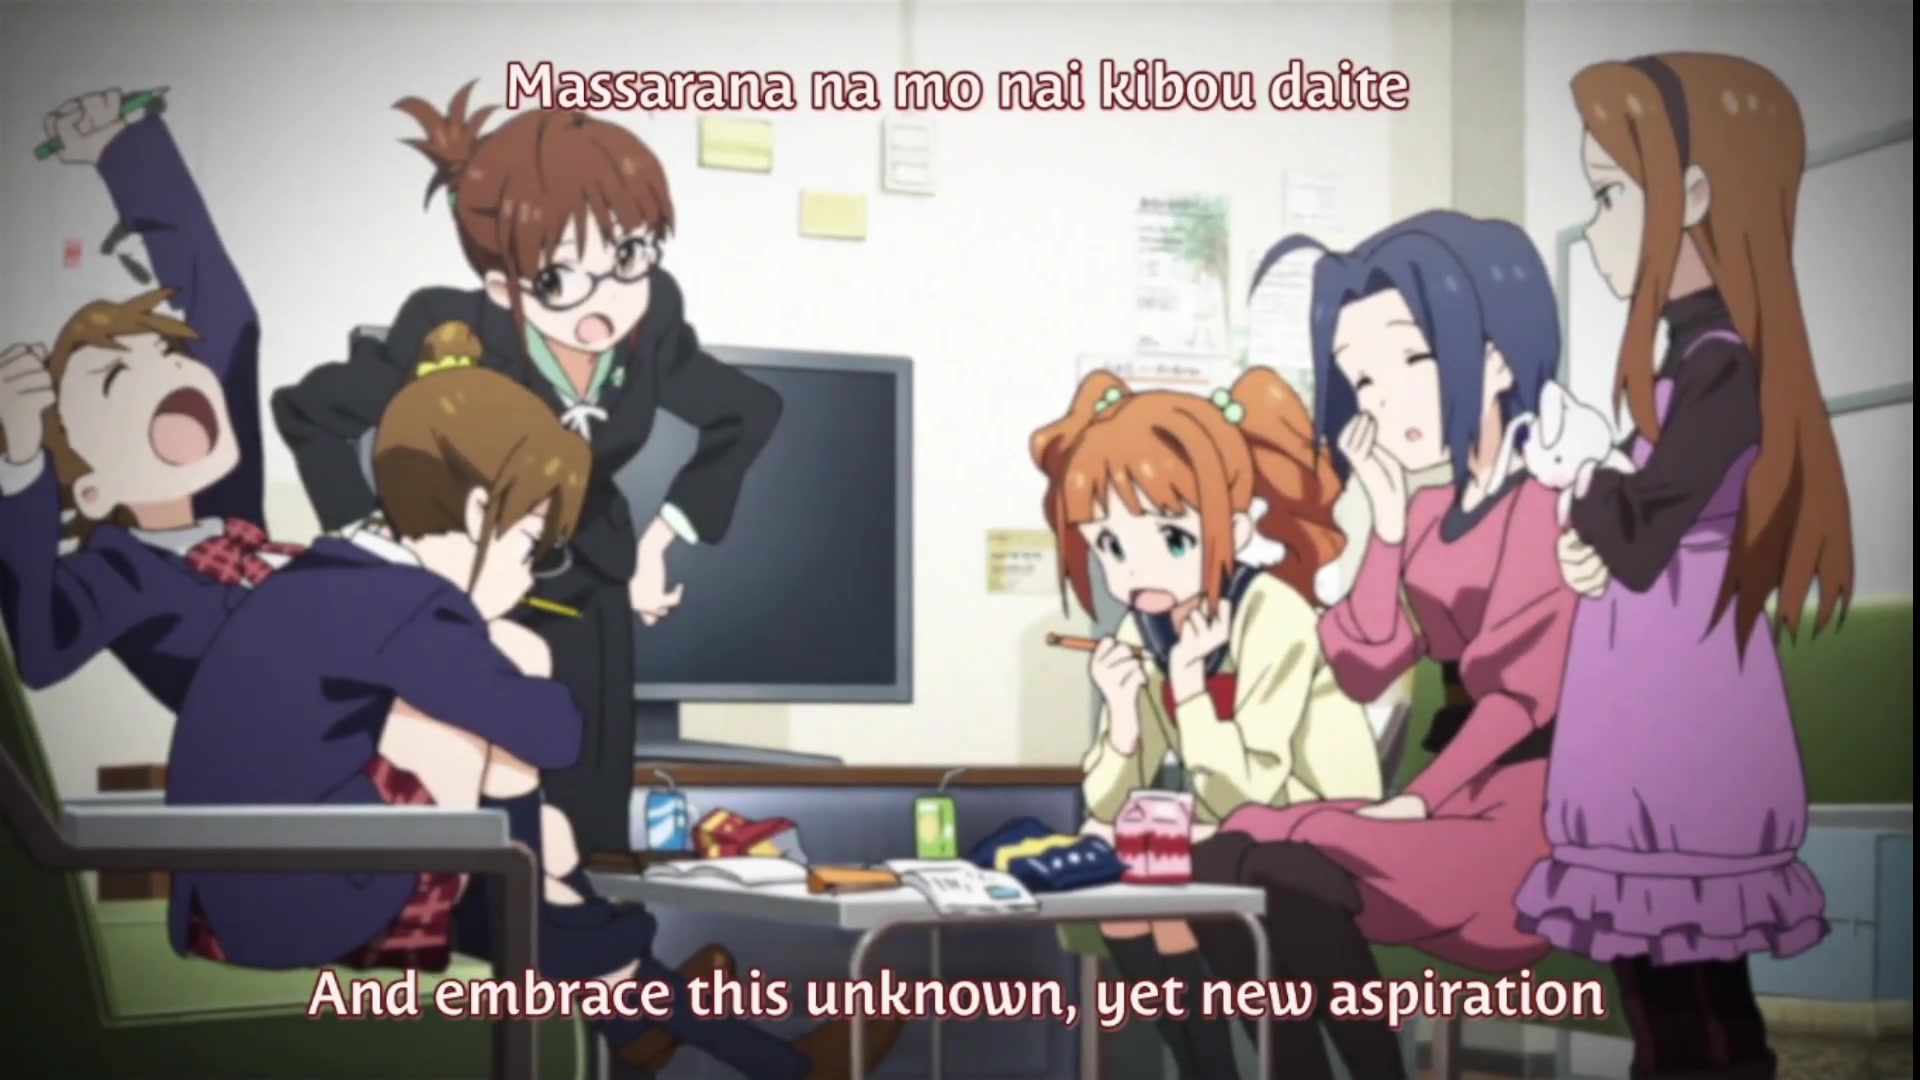 Massarana na mo nai kibou daite
And embrace this unknown, yet new aspiration